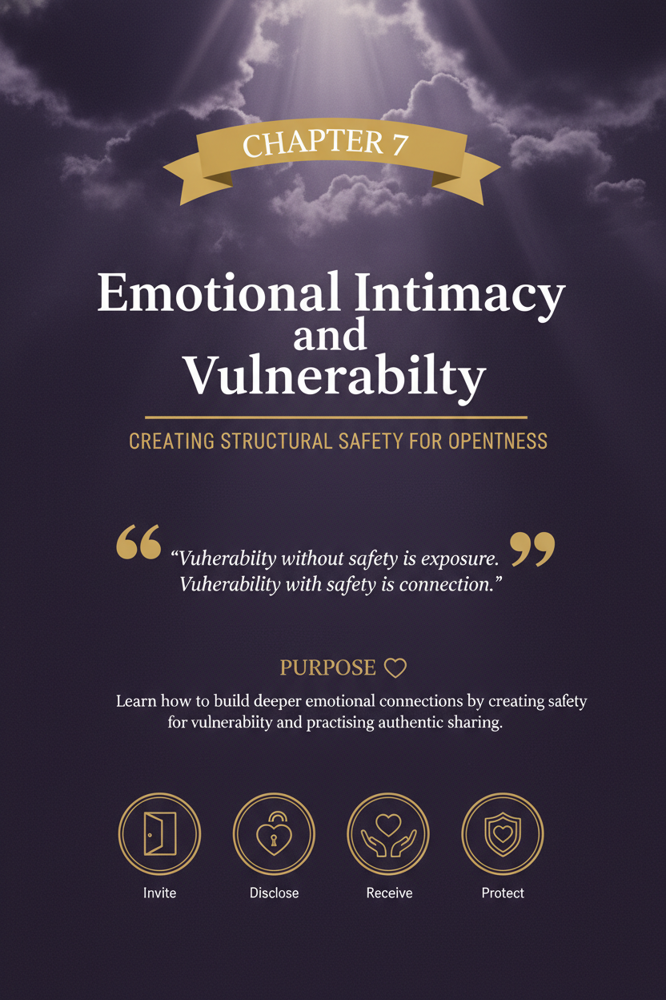 CHAPTER 7
Emotional Intimacy
and
Vulnerabilty
CREATING STRUCTURAL SAFETY FOR OPENTNESS
“Vuherabiity without safety is exposure.
Vuherability with safety is connection.”
PURPOSE
Learn how to build deeper emotional connections by creating safety
for vulnerabiity and practising authentic sharing.
Invite
Disclose
Receive
Protect